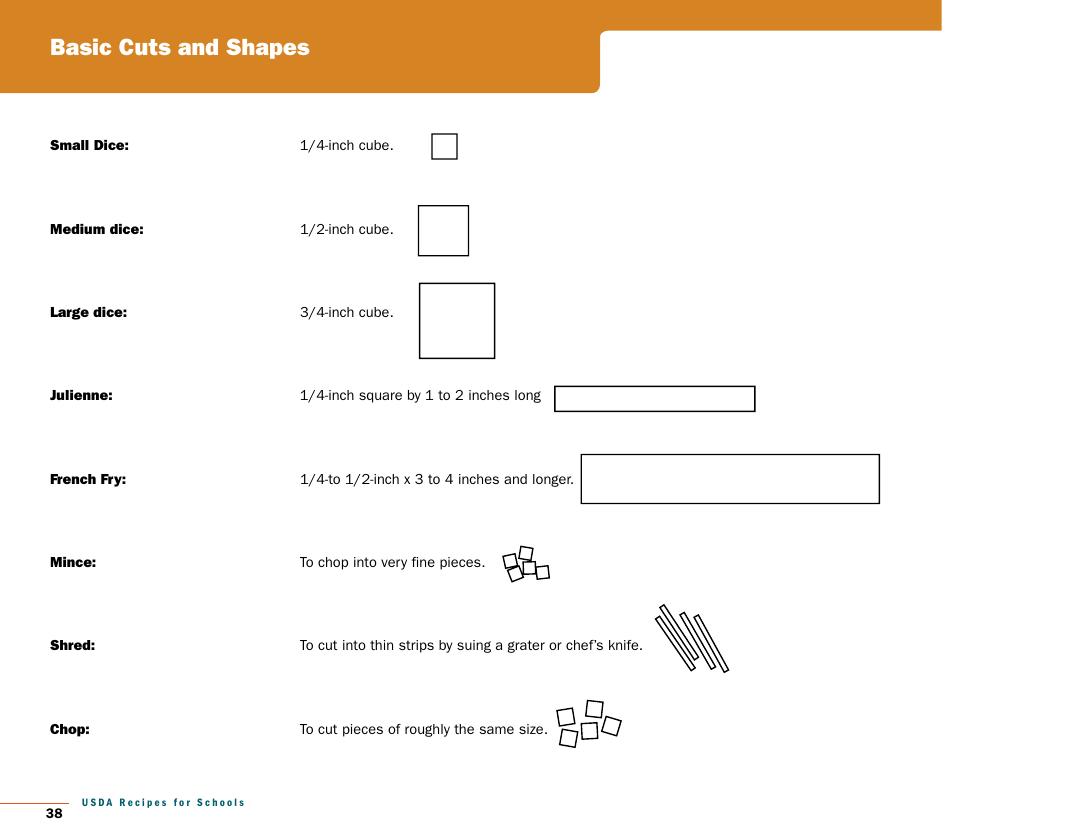 Basic Cuts and Shapes
Small Dice: 1/4-inch cube.
Medium dice: 1/2-inch cube.
Large dice: 3/4-inch cube.
Julienne: 1/4-inch square by 1 to 2 inches long
French Fry: 1/4-to 1/2-inch x 3 to 4 inches and longer.
Mince: To chop into very fine pieces.
Shred: To cut into thin strips by suing a grater or chef’s knife.
Chop: To cut pieces of roughly the same size.
USDA Recipes for Schools
38